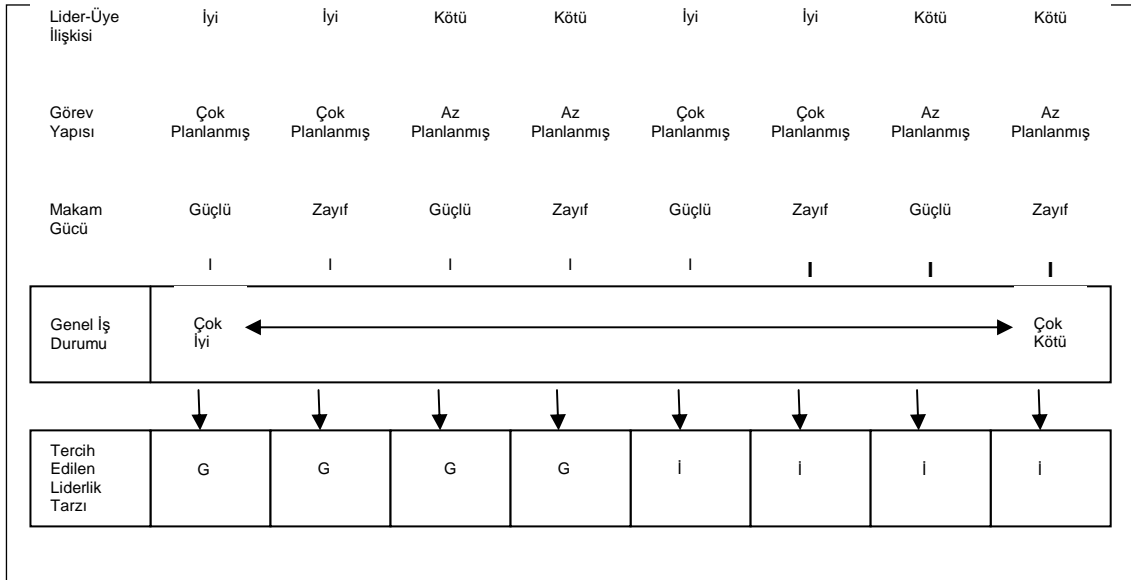 Lider-Üye İyi İyi Kötü Kötü İyi İyi Kötü Kötü
İlişkisi
Görev Çok Çok Az Az Çok Çok Az Az
Yapısı Planlanmış Planlanmış Planlanmış Planlanmış Planlanmış Planlanmış Planlanmış Planlanmış
Makam Güçlü Zayıf Güçlü Zayıf Güçlü Zayıf Güçlü Zayıf
Gücü
I I I I I I I I
Genel İş Çok Çok
Durumu İyi Kötü
Tercih
Edilen G G G G İ İ İ İ
Liderlik
Tarzı